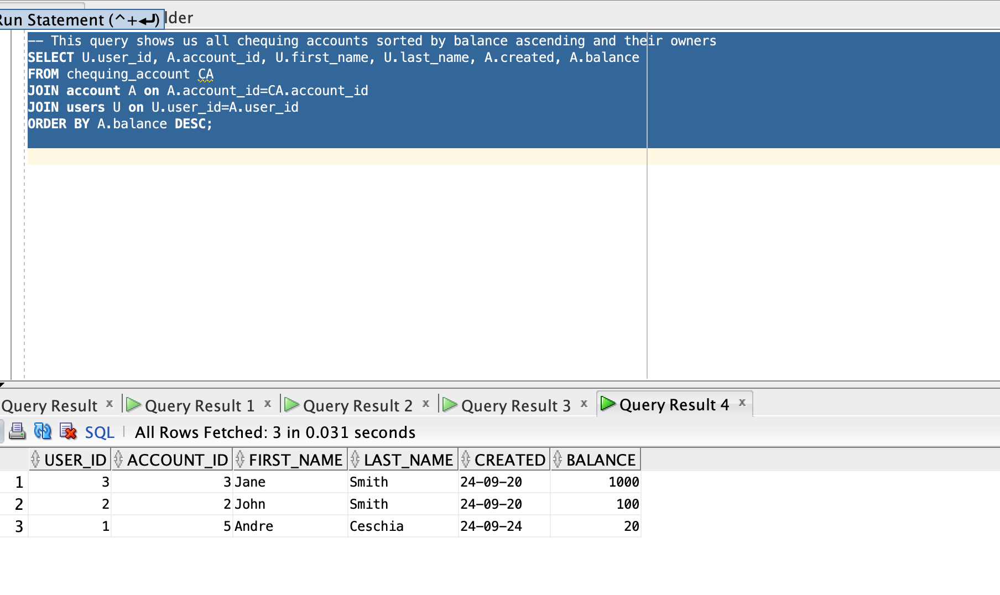 Run Statement (^+↵)
lder
-- This query shows us all chequing accounts sorted by balance ascending and their owners
SELECT U.user_id, A.account_id, U.first_name, U.last_name, A.created, A.balance
FROM chequing_account CA
JOIN account A on A.account_id=CA.account_id
JOIN users U on U.user_id=A.user_id
ORDER BY A.balance DESC;
Query Result x Query Result 1 x Query Result 2 x Query Result 3 x Query Result 4 x
SQL All Rows Fetched: 3 in 0.031 seconds
USER_ID ACCOUNT_ID FIRST_NAME LAST_NAME CREATED BALANCE
1 3 3 Jane Smith 24-09-20 1000
2 2 2 John Smith 24-09-20 100
3 1 5 Andre Ceschia 24-09-24 20